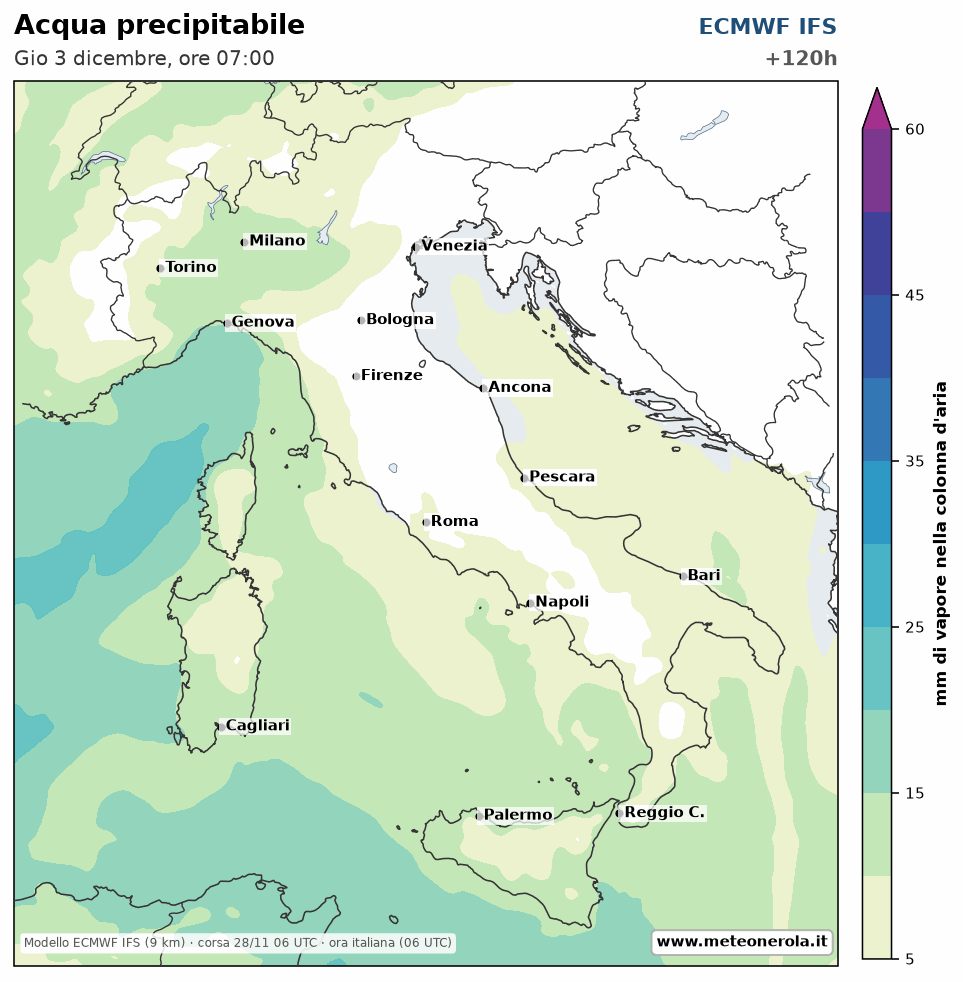 Acqua precipitabile
ECMWF IFS
Gio 3 dicembre, ore 07:00
+120h
60
45
35
25
15
5
mm di vapore nella colonna d'aria
Milano
Venezia
Torino
Genova
Bologna
Firenze
Ancona
Pescara
Roma
Bari
Napoli
Cagliari
Palermo
Reggio C.
Modello ECMWF IFS (9 km) · corsa 28/11 06 UTC · ora italiana (06 UTC)
www.meteonerola.it